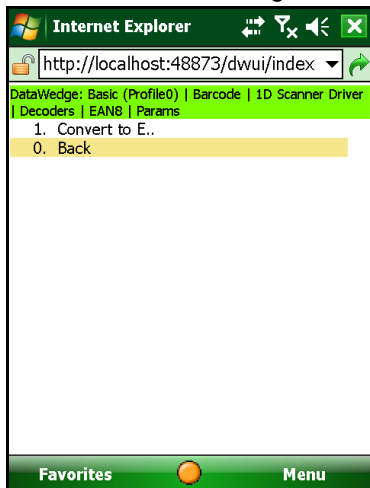 Internet Explorer
http://localhost:48873/dwui/index
DataWedge: Basic (Profile0) | Barcode | 1D Scanner Driver
| Decoders | EAN8 | Params
1. Convert to E..
0. Back
Favorites
Menu